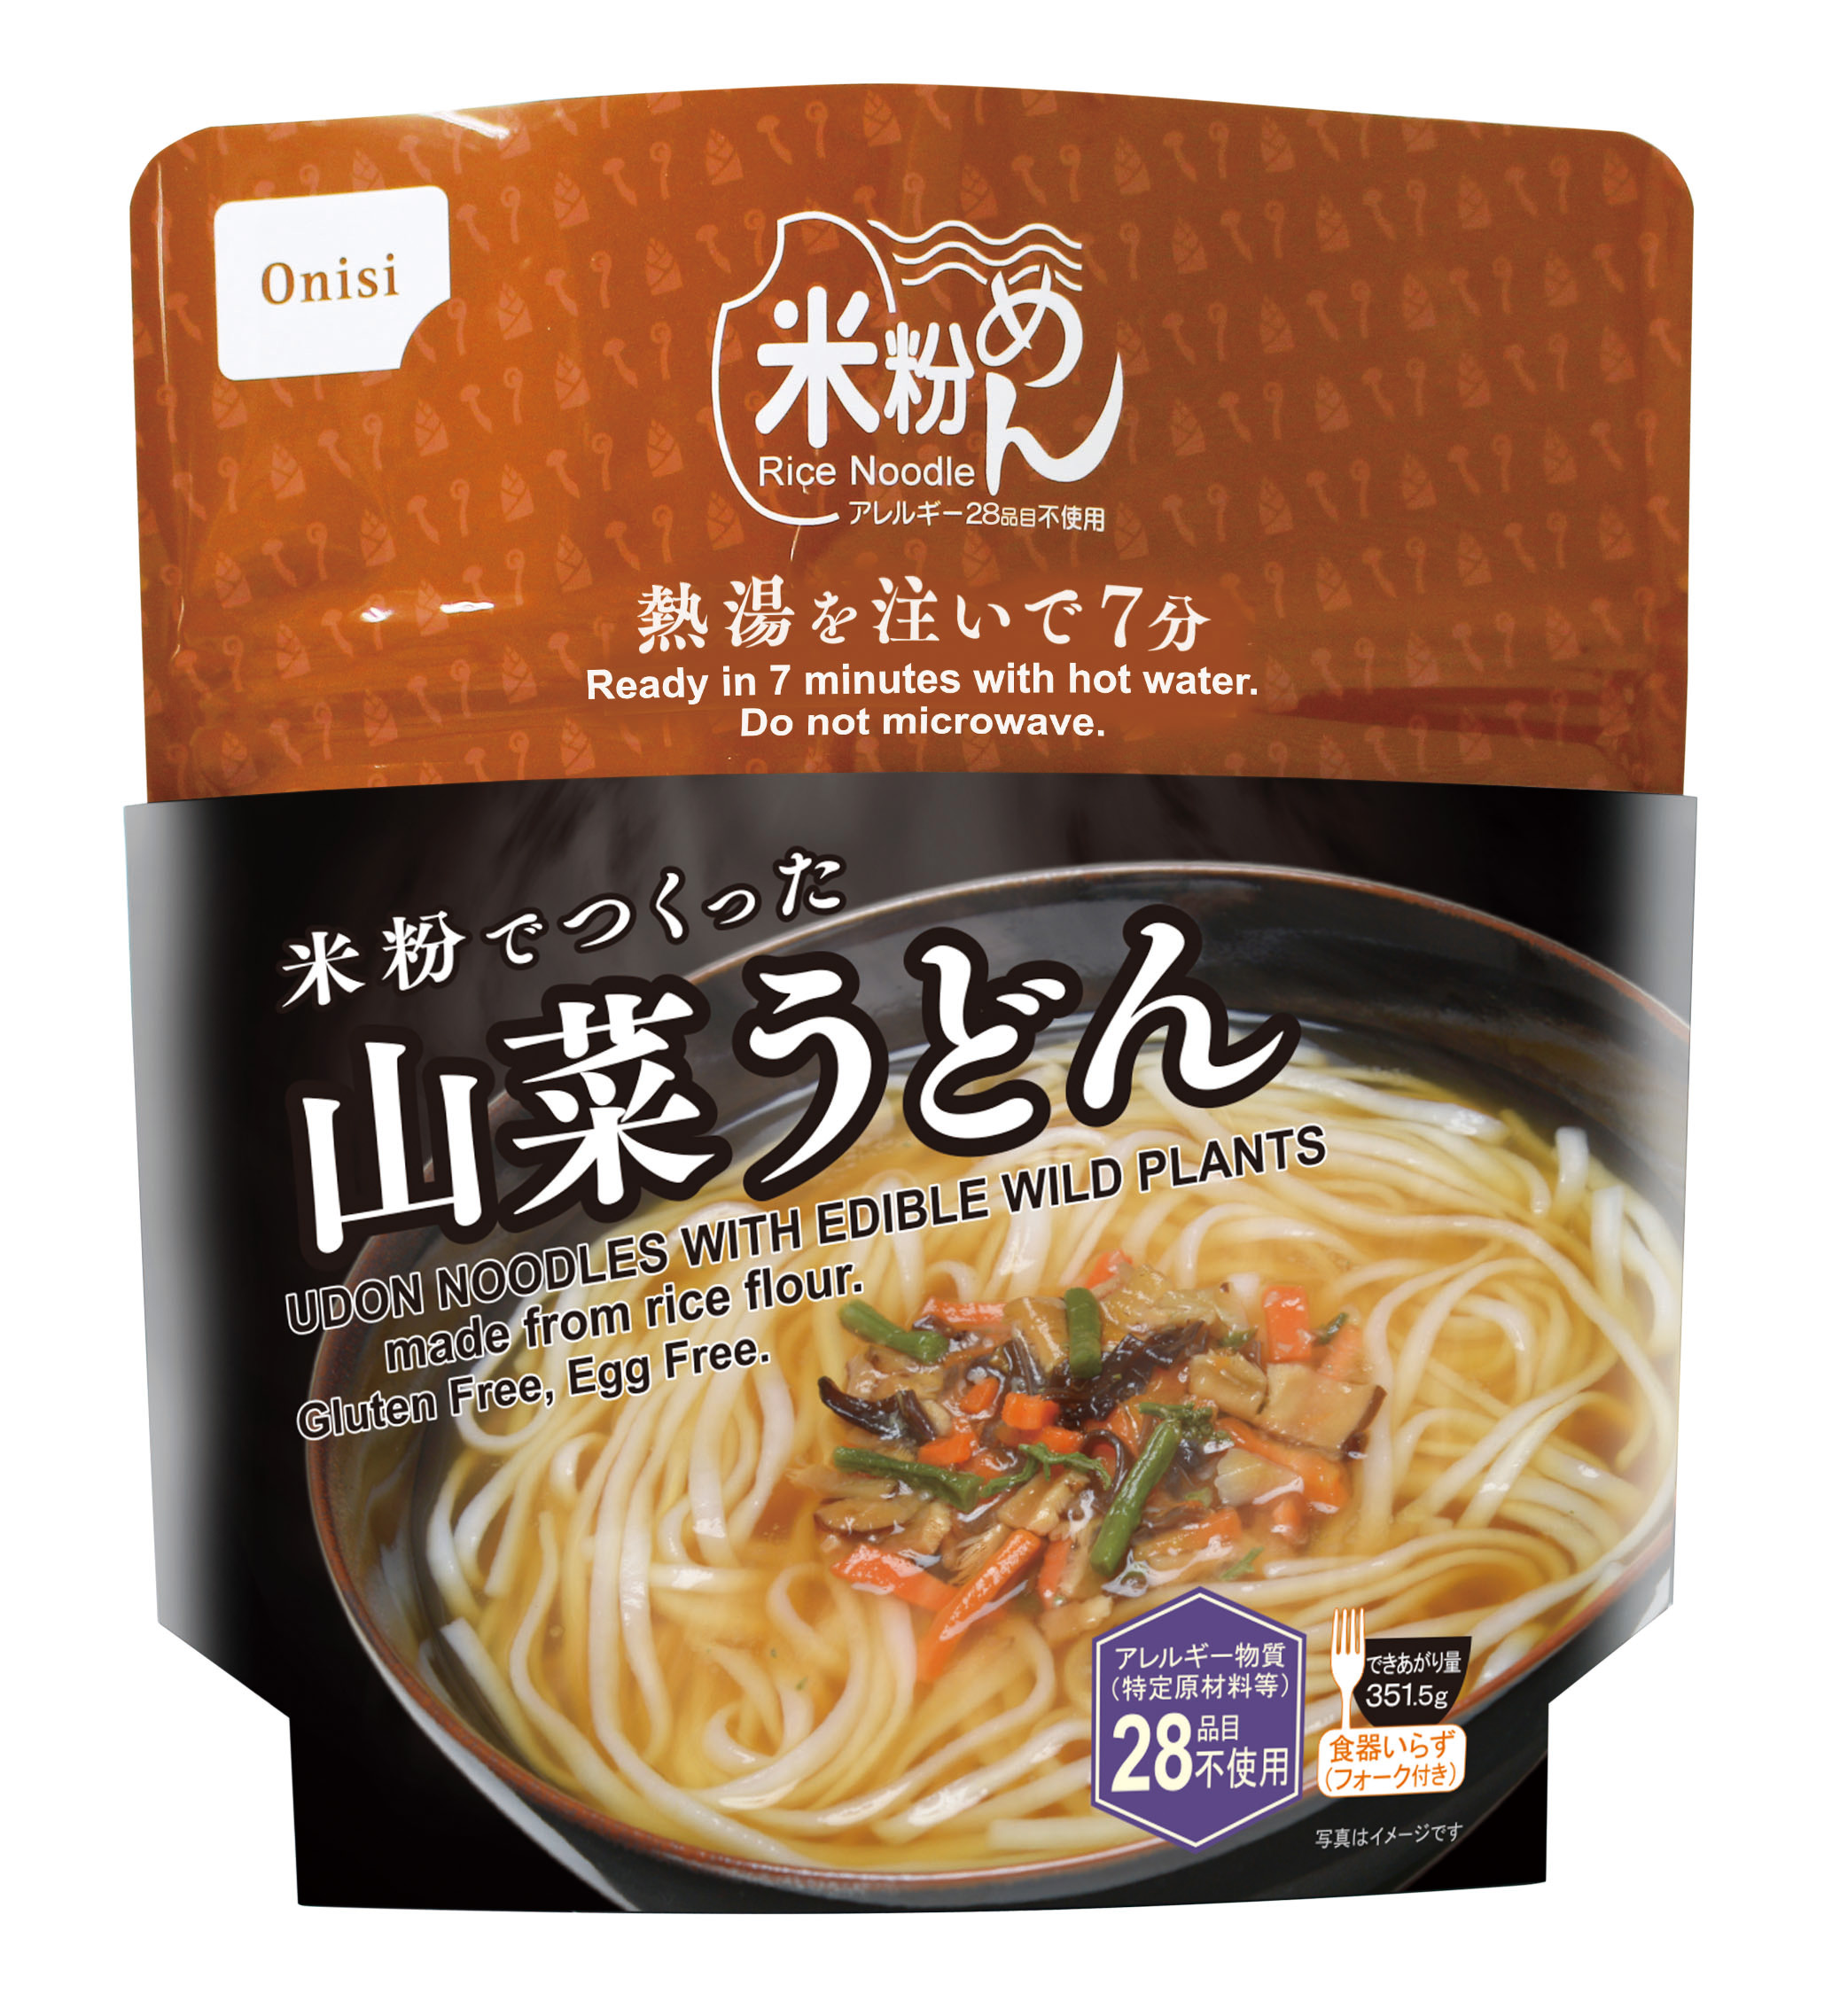 Onisi
米粉めん
Rice Noodle
アレルギー28品目不使用
熱湯を注いで7分
Ready in 7 minutes with hot water.
Do not microwave.
米粉でつくった
山菜うどん
UDON NOODLES WITH EDIBLE WILD PLANTS
made from rice flour.
Gluten Free, Egg Free.
アレルギー物質
(特定原材料等)
28品目
不使用
できあがり量
351.5g
食器いらず
(フォーク付き)
写真はイメージです